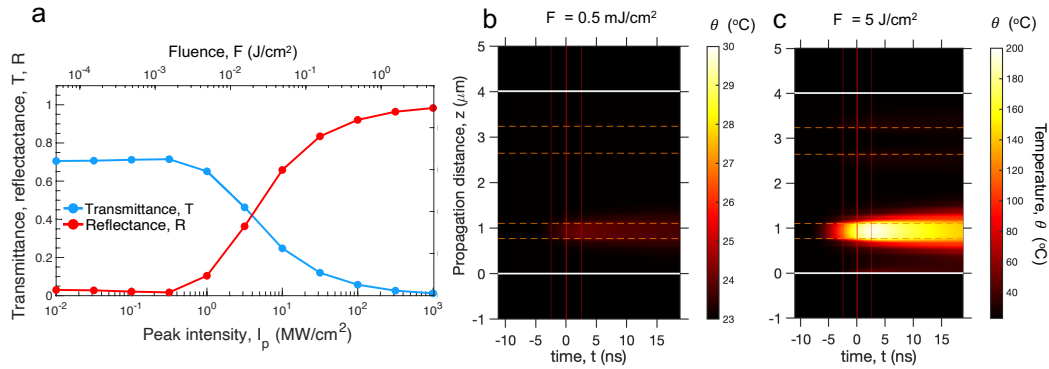 a
Fluence, F (J/cm²)
10⁻⁴ 10⁻³ 10⁻² 10⁻¹ 10⁰
Transmittance, reflectance, T, R
1
0.8
0.6
0.4
0.2
0
Transmittance, T
Reflectance, R
10⁻² 10⁻¹ 10⁰ 10¹ 10² 10³
Peak intensity, Iₚ (MW/cm²)
b
F = 0.5 mJ/cm²
θ (ºC)
Propagation distance, z (μm)
5
4
3
2
1
0
-1
-10 -5 0 5 10 15
time, t (ns)
30
29
28
27
26
25
24
23
c
F = 5 J/cm²
θ (ºC)
5
4
3
2
1
0
-1
-10 -5 0 5 10 15
time, t (ns)
200
180
160
140
120
100
80
60
40
Temperature, θ (ºC)